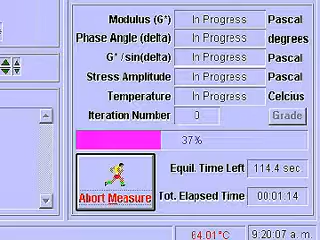 Modulus (G*) In Progress Pascal
Phase Angle (delta) In Progress degrees
G* /sin(delta) In Progress Pascal
Stress Amplitude In Progress Pascal
Temperature In Progress Celcius
Iteration Number 0 Grade
37%
Equil. Time Left 114.4 sec
Abort Measure Tot. Elapsed Time 00:01:14
64.01°C 9:20:07 a. m.